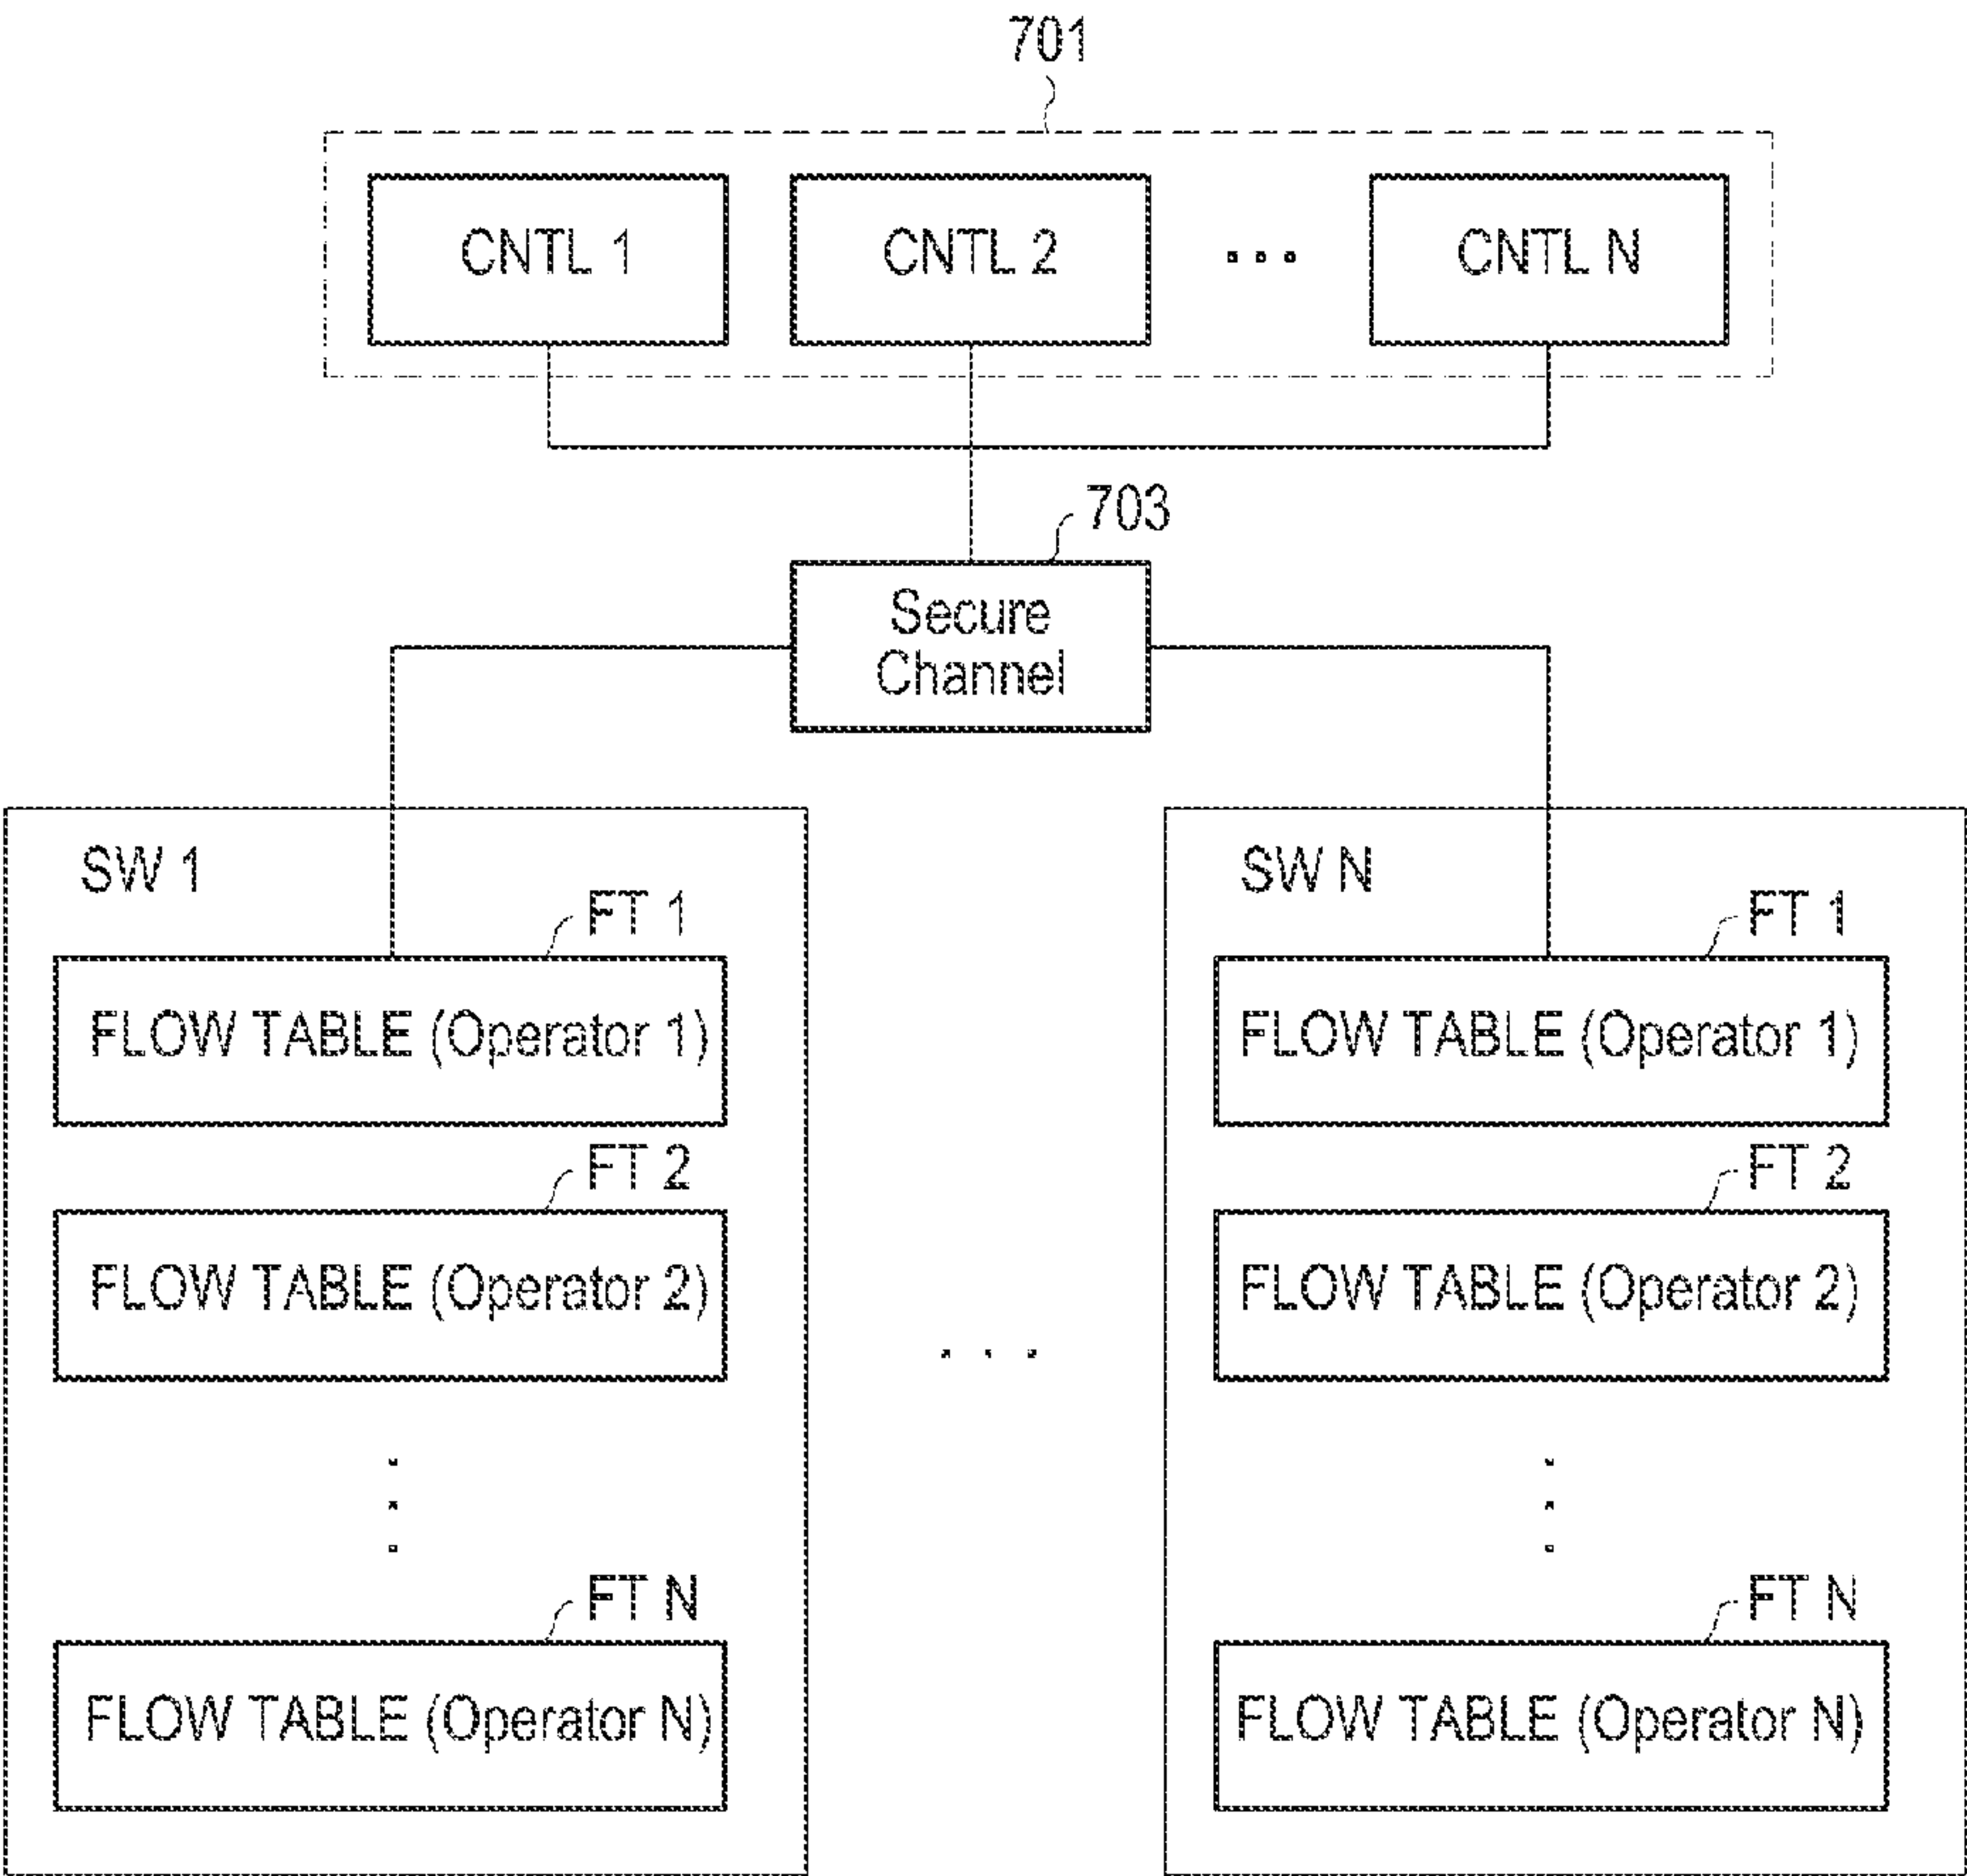 701
CNTL 1
CNTL 2
...
CNTL N
703
Secure
Channel
SW 1
FT 1
FLOW TABLE (Operator 1)
FT 2
FLOW TABLE (Operator 2)
FT N
FLOW TABLE (Operator N)
...
SW N
FT 1
FLOW TABLE (Operator 1)
FT 2
FLOW TABLE (Operator 2)
FT N
FLOW TABLE (Operator N)